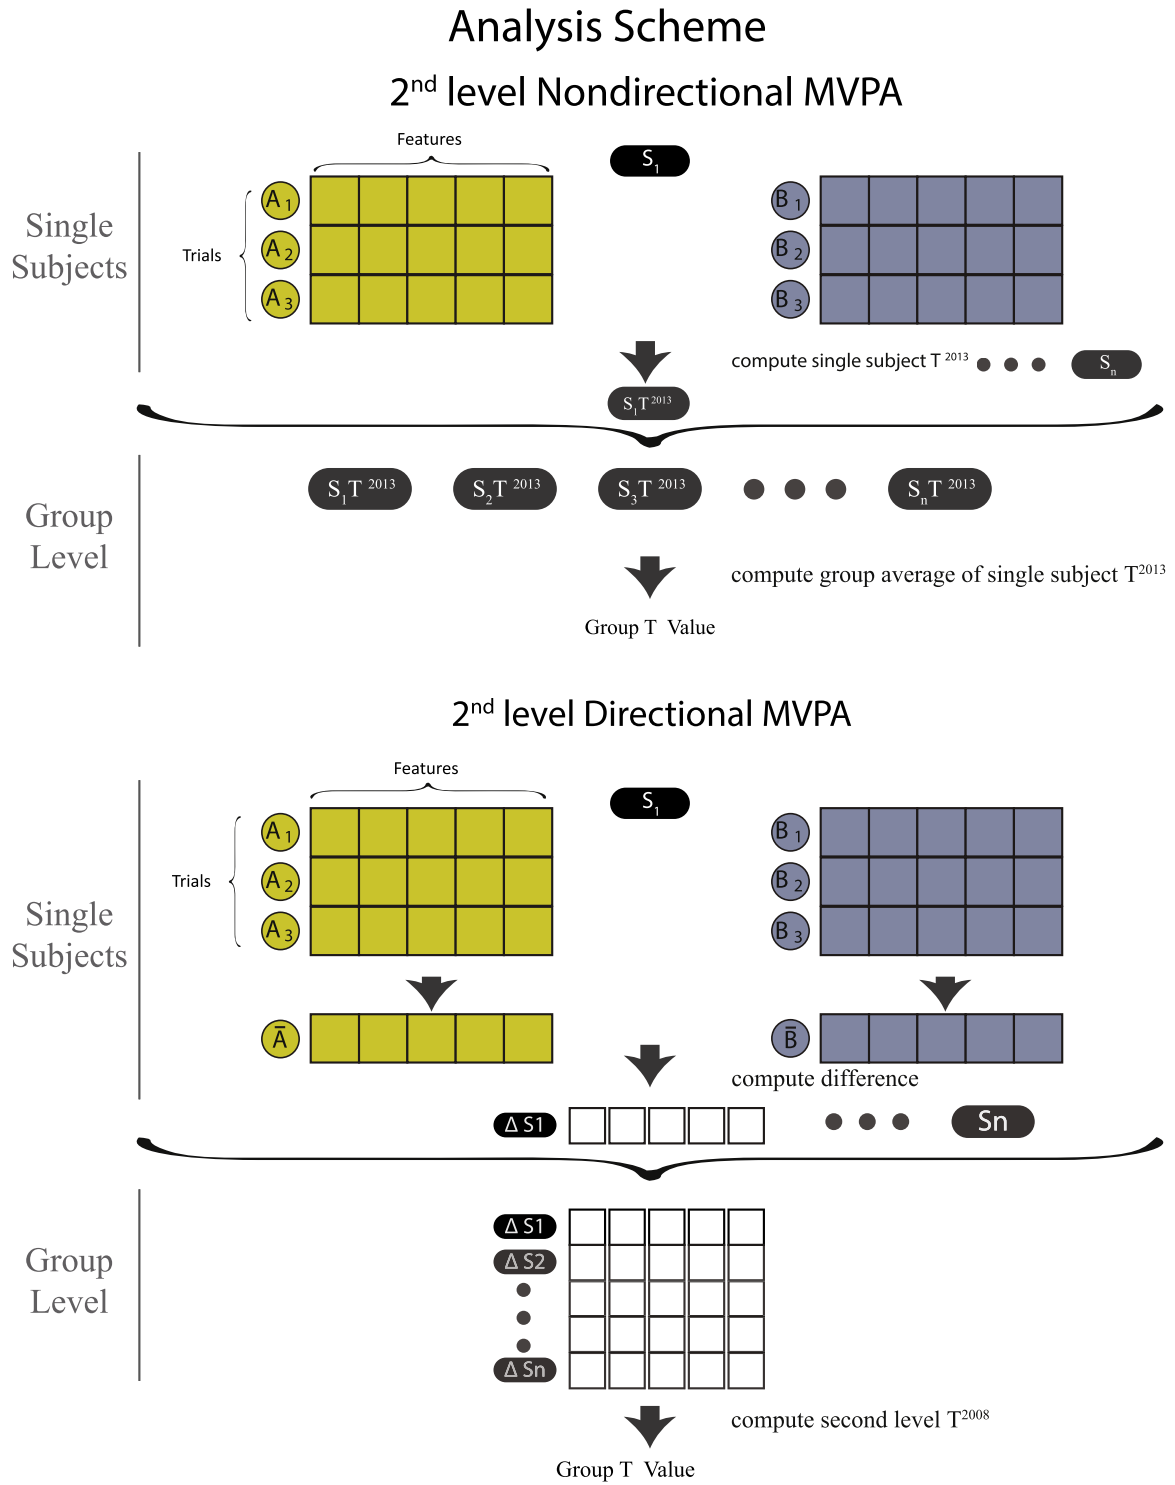 Analysis Scheme
2nd level Nondirectional MVPA
Features
S1
Single
Subjects
Trials
A1
A2
A3
B1
B2
B3
compute single subject T 2013
Sn
S1T 2013
Group
Level
S1T 2013
S2T 2013
S3T 2013
SnT 2013
compute group average of single subject T2013
Group T Value
2nd level Directional MVPA
Features
S1
Single
Subjects
Trials
A1
A2
A3
B1
B2
B3
Ā
B̄
compute difference
Δ S1
Sn
Group
Level
Δ S1
Δ S2
Δ Sn
compute second level T2008
Group T Value